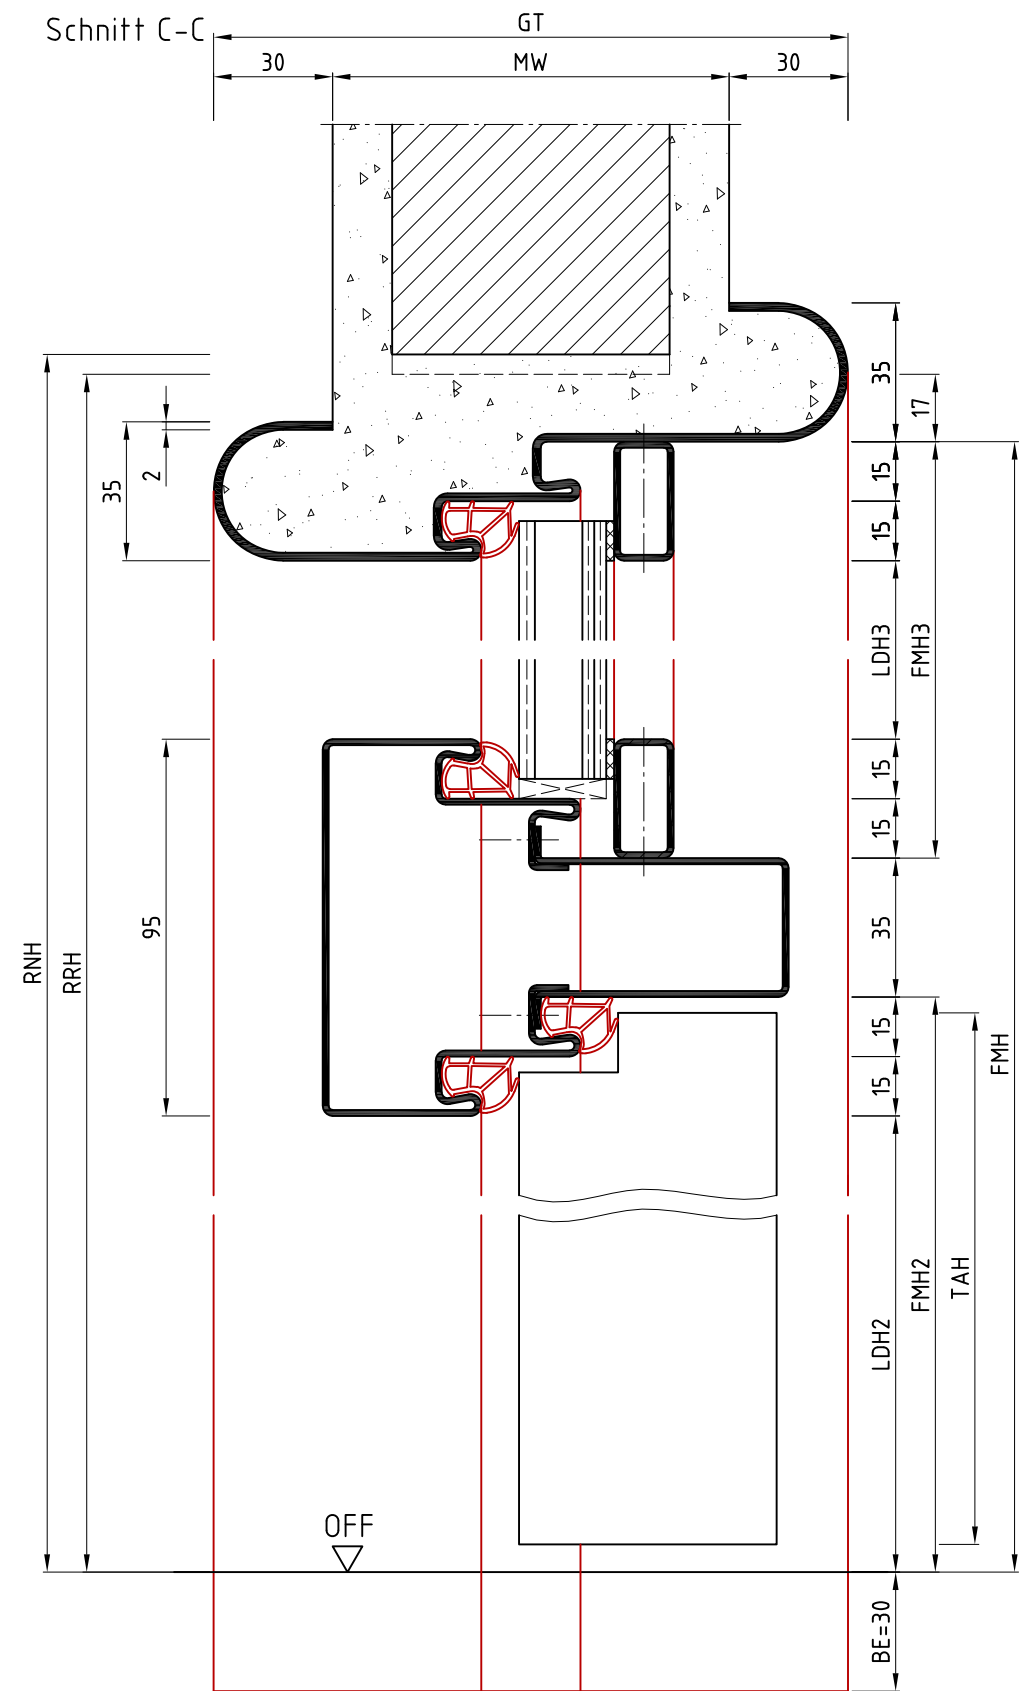 Schnitt C-C
GT
30
MW
30
35
17
2
35
15
15
LDH3
FMH3
15
15
95
35
RNH
RRH
15
FMH
15
FMH2
TAH
LDH2
OFF
BE=30